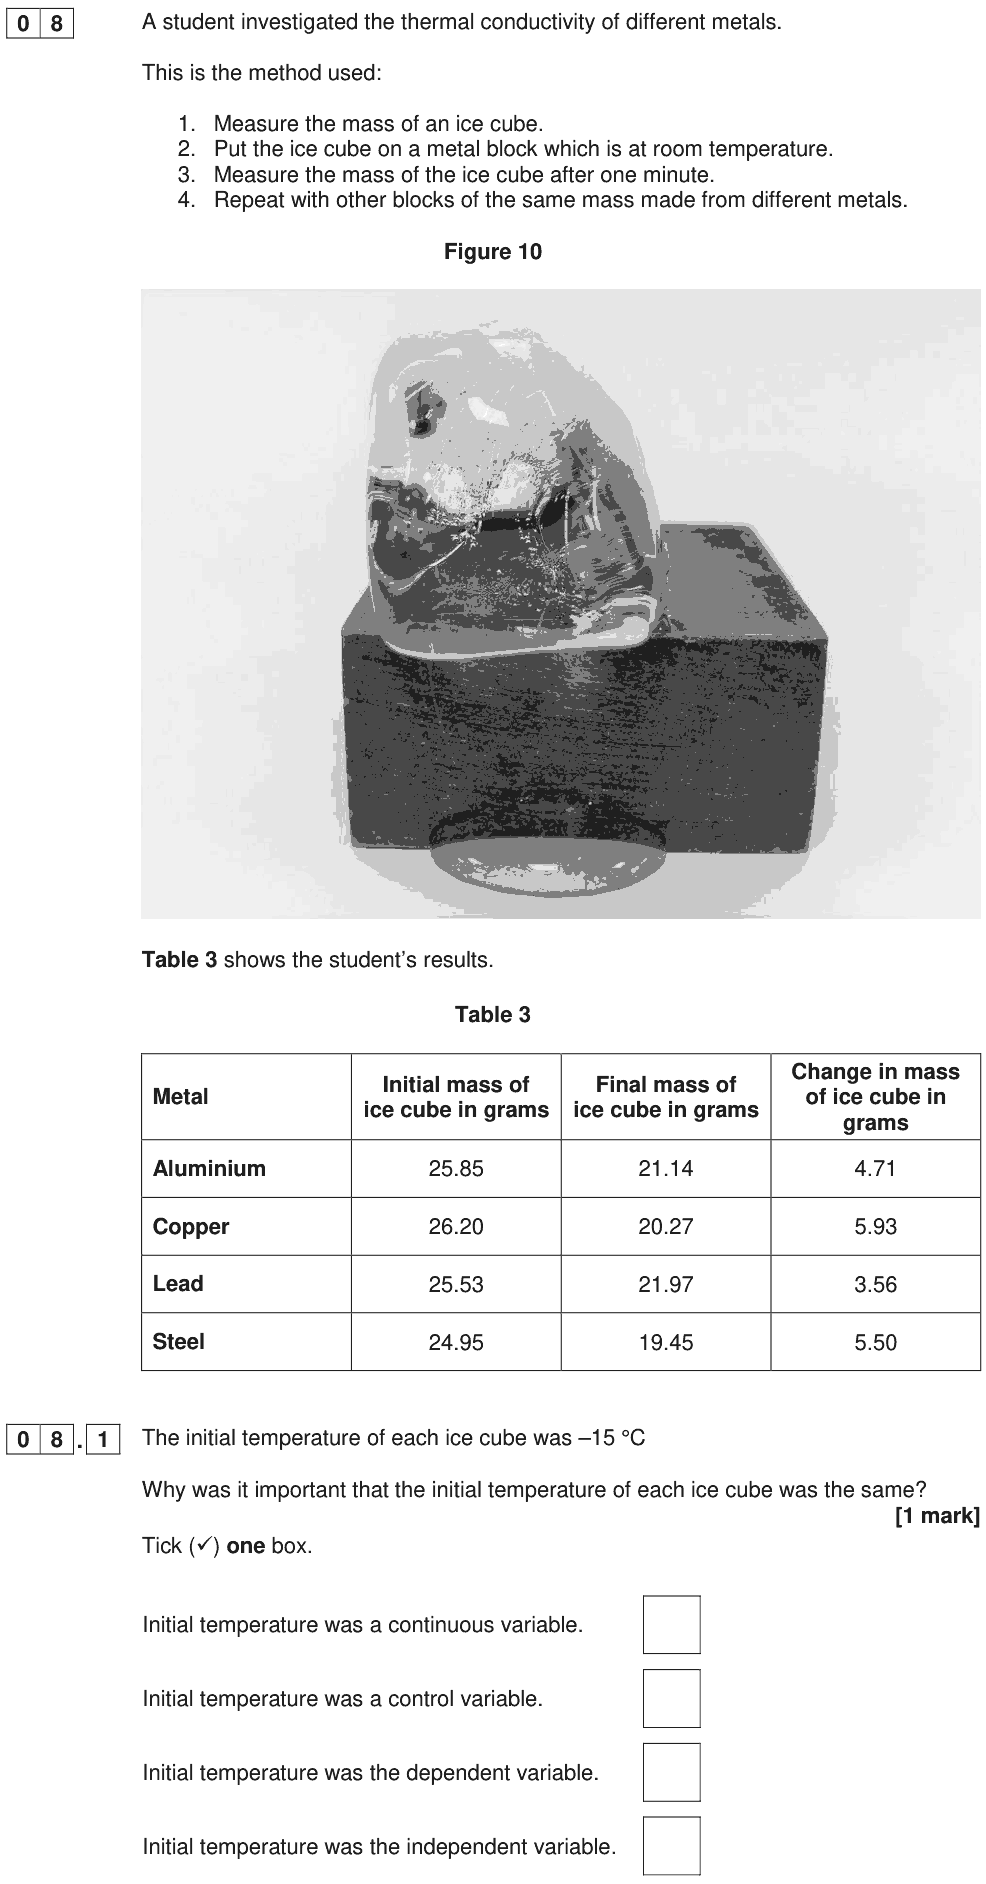 0 8 A student investigated the thermal conductivity of different metals.
This is the method used:
1. Measure the mass of an ice cube.
2. Put the ice cube on a metal block which is at room temperature.
3. Measure the mass of the ice cube after one minute.
4. Repeat with other blocks of the same mass made from different metals.
Figure 10
Table 3 shows the student's results.
Table 3
Metal Initial mass of ice cube in grams Final mass of ice cube in grams Change in mass of ice cube in grams
Aluminium 25.85 21.14 4.71
Copper 26.20 20.27 5.93
Lead 25.53 21.97 3.56
Steel 24.95 19.45 5.50
0 8 . 1 The initial temperature of each ice cube was –15 °C
Why was it important that the initial temperature of each ice cube was the same?
[1 mark]
Tick (✓) one box.
Initial temperature was a continuous variable.
Initial temperature was a control variable.
Initial temperature was the dependent variable.
Initial temperature was the independent variable.